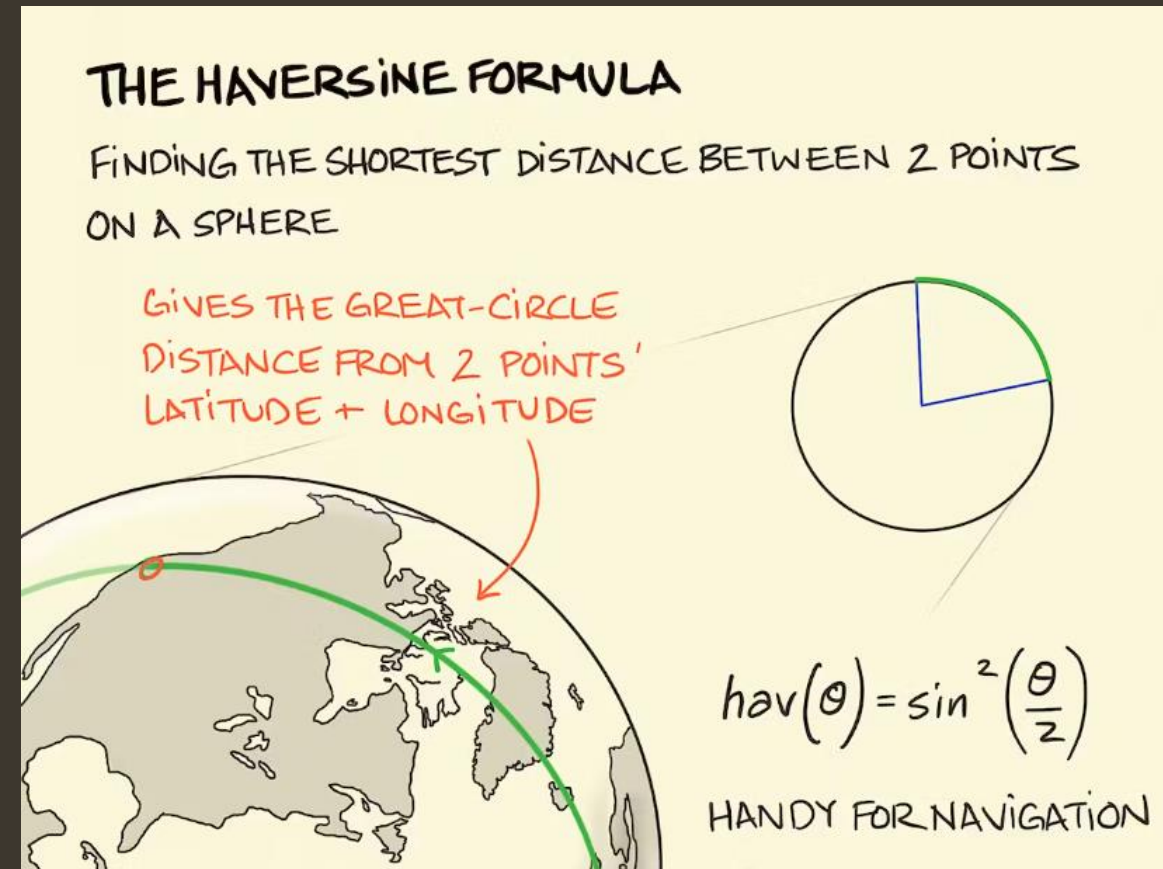 THE HAVERSINE FORMULA
FINDING THE SHORTEST DISTANCE BETWEEN 2 POINTS
ON A SPHERE
GIVES THE GREAT-CIRCLE
DISTANCE FROM 2 POINTS'
LATITUDE + LONGITUDE
hav(θ) = sin²(θ/2)
HANDY FOR NAVIGATION